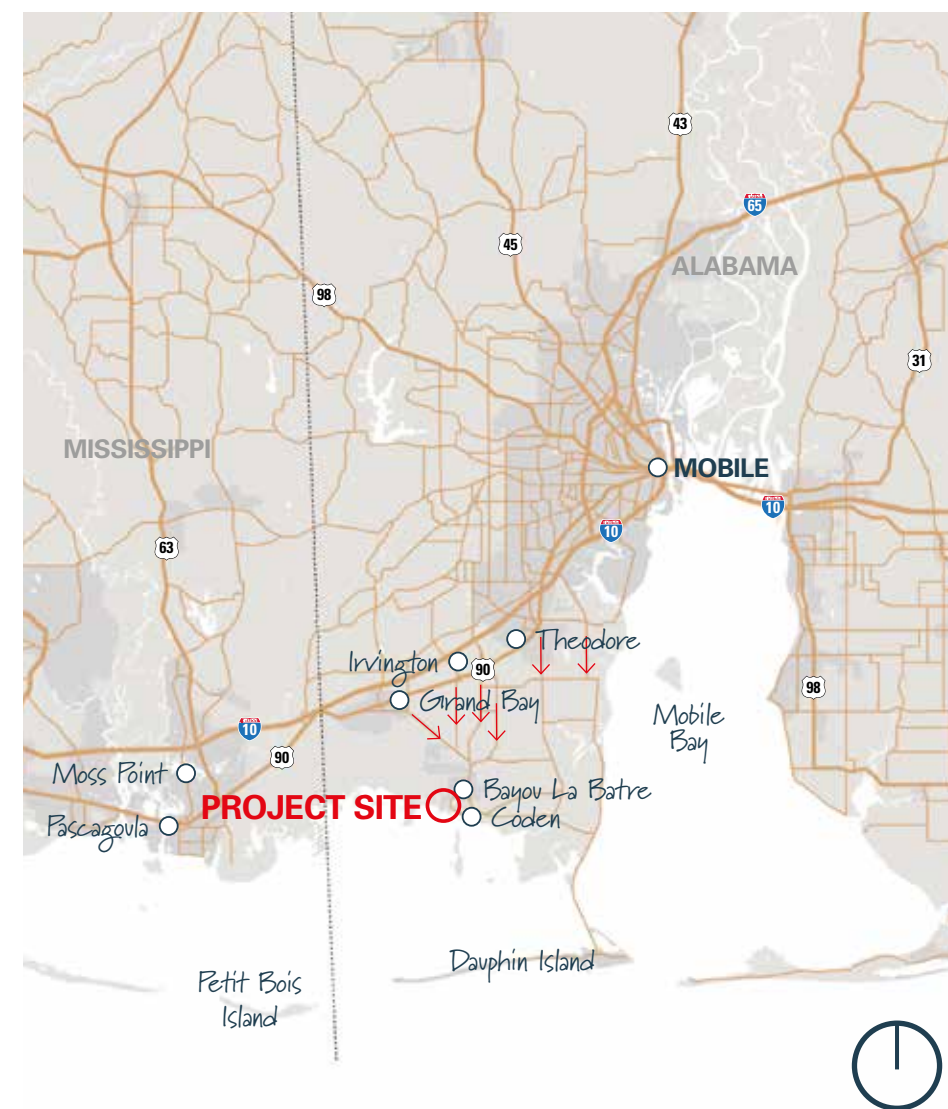 43
65
45
ALABAMA
98
31
MISSISSIPPI
MOBILE
10
10
63
Theodore
Irvington
90
98
Grand Bay
Mobile
Bay
10
90
Moss Point
Bayou La Batre
PROJECT SITE
Coden
Pascagoula
Dauphin Island
Petit Bois
Island